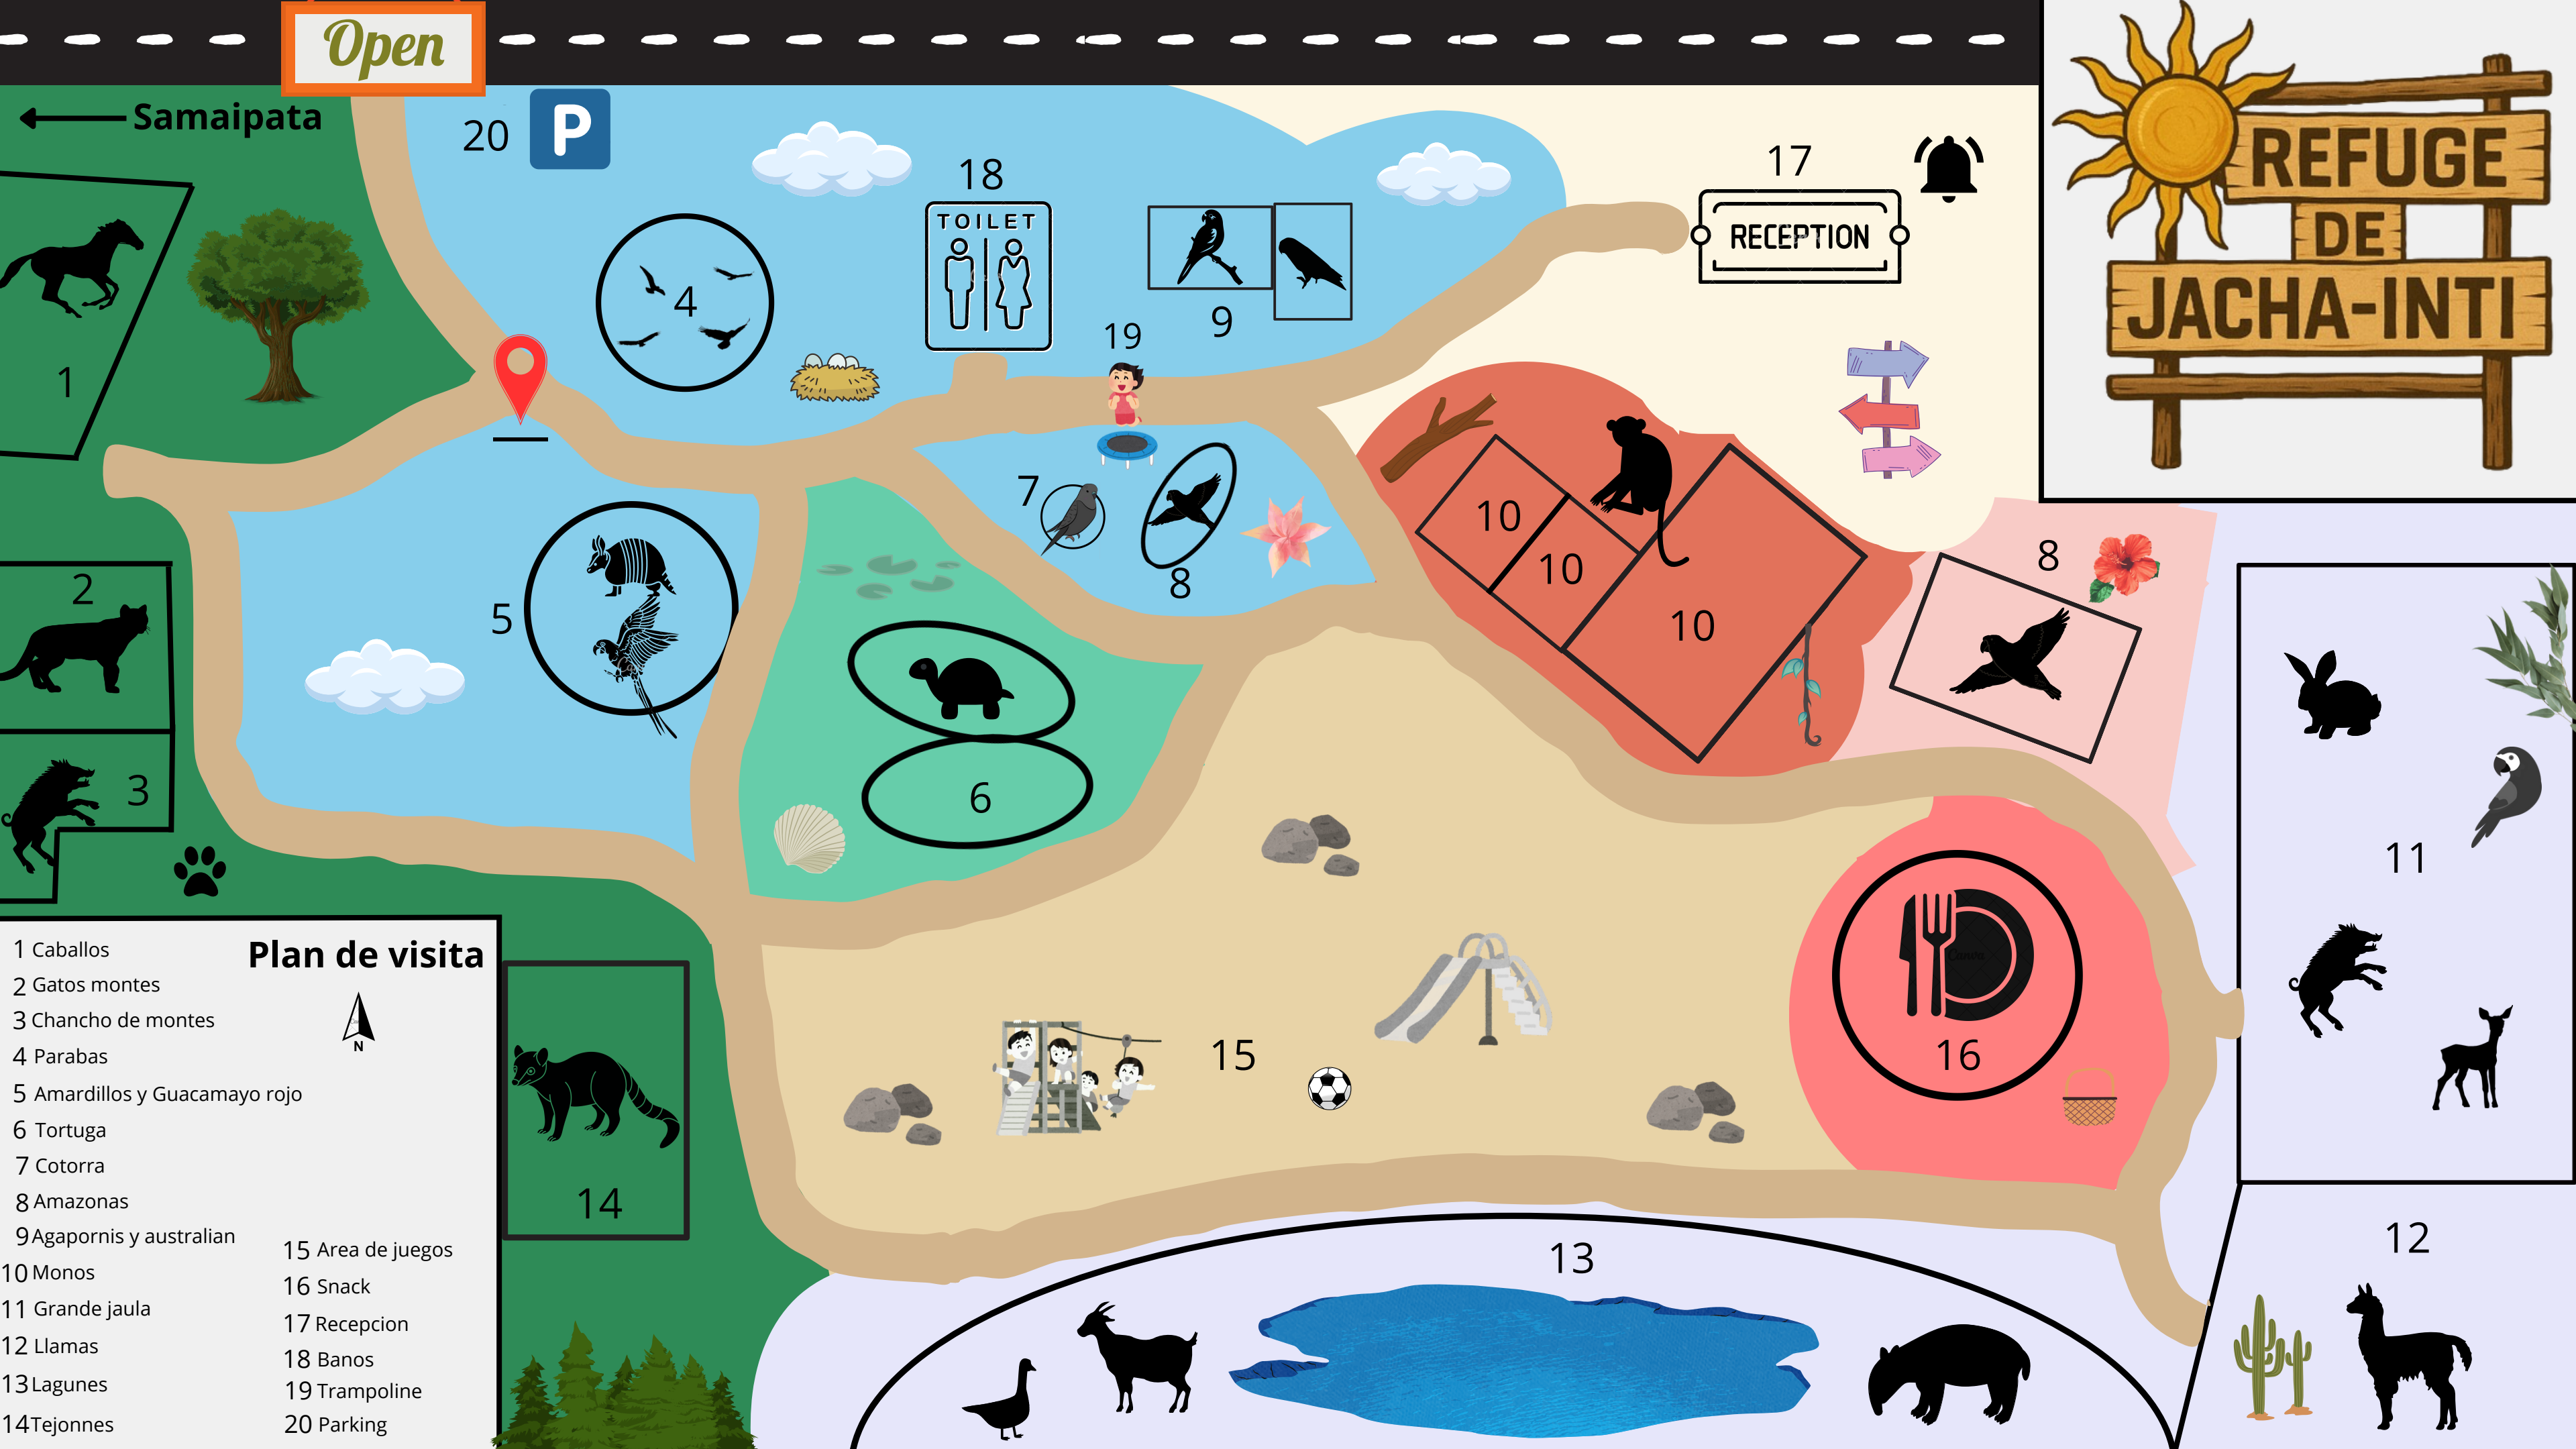 Open
Samaipata
20
P
18
TOILET
17
RECEPTION
REFUGE
DE
JACHA-INTI
4
9
19
1
7
8
10
10
10
8
2
5
3
6
11
15
16
14
13
12
Plan de visita
N
1 Caballos
2 Gatos montes
3 Chancho de montes
4 Parabas
5 Amardillos y Guacamayo rojo
6 Tortuga
7 Cotorra
8 Amazonas
9 Agapornis y australian
10 Monos
11 Grande jaula
12 Llamas
13 Lagunes
14 Tejonnes
15 Area de juegos
16 Snack
17 Recepcion
18 Banos
19 Trampoline
20 Parking